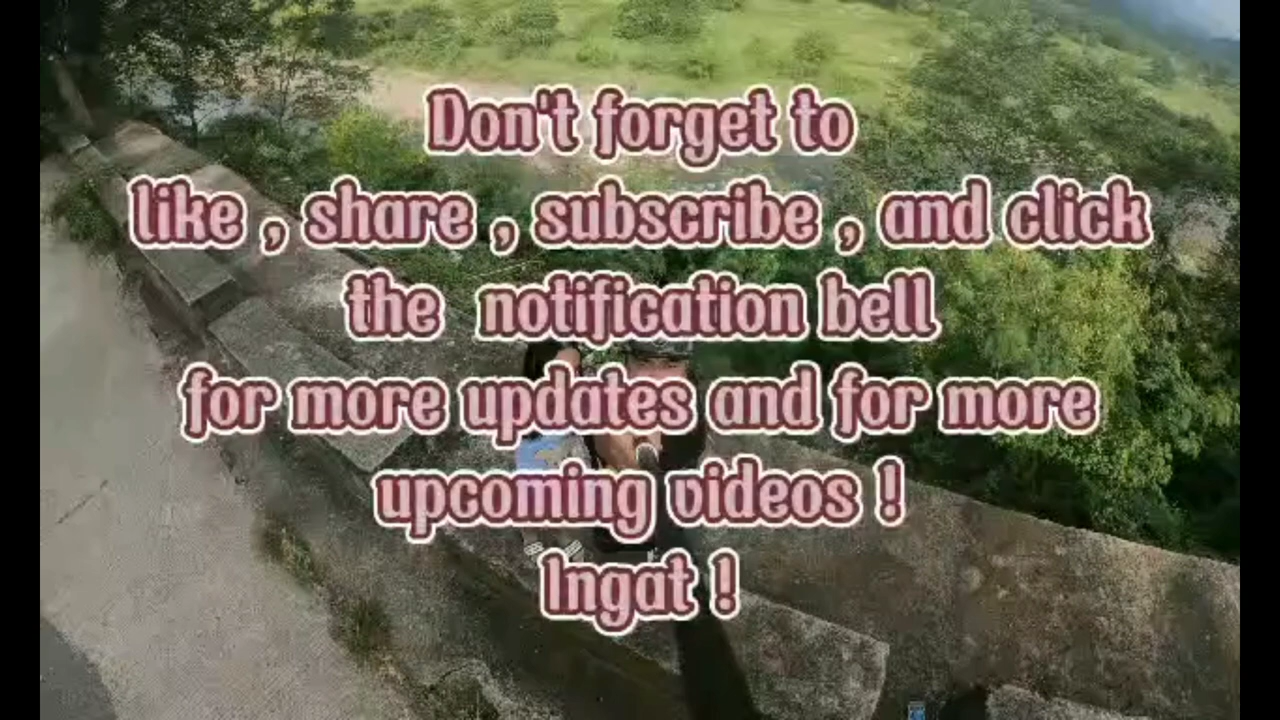 Don't forget to
like , share , subscribe , and click
the notification bell
for more updates and for more
upcoming videos !
Ingat !